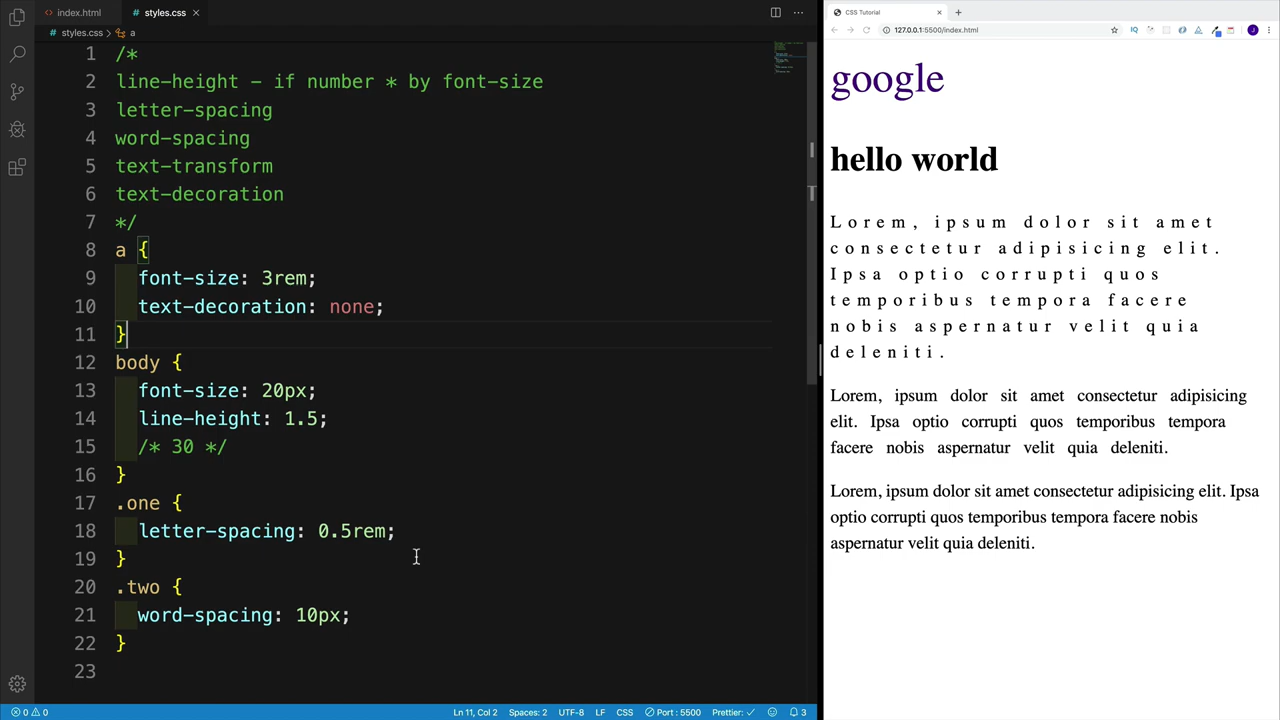 index.html
styles.css
styles.css > a
1 /*
2 line-height - if number * by font-size
3 letter-spacing
4 word-spacing
5 text-transform
6 text-decoration
7 */
8 a {
9 font-size: 3rem;
10 text-decoration: none;
11 }
12 body {
13 font-size: 20px;
14 line-height: 1.5;
15 /* 30 */
16 }
17 .one {
18 letter-spacing: 0.5rem;
19 }
20 .two {
21 word-spacing: 10px;
22 }
23
0 0
Ln 11, Col 2
Spaces: 2
UTF-8
LF
CSS
Port : 5500
Prettier: ✓
3
CSS Tutorial
127.0.0.1:5500/index.html
IQ
J
google
hello world
Lorem, ipsum dolor sit amet
consectetur adipisicing elit.
Ipsa optio corrupti quos
temporibus tempora facere
nobis aspernatur velit quia
deleniti.
Lorem, ipsum dolor sit amet consectetur adipisicing
elit. Ipsa optio corrupti quos temporibus tempora
facere nobis aspernatur velit quia deleniti.
Lorem, ipsum dolor sit amet consectetur adipisicing elit. Ipsa
optio corrupti quos temporibus tempora facere nobis
aspernatur velit quia deleniti.